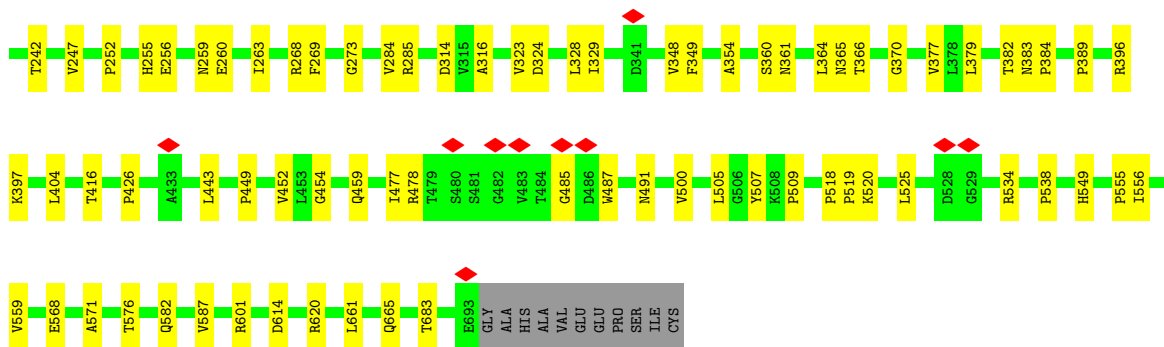 T242 V247 P252 H255 E256 N259 E260 I263 R268 F269 G273 V284 R285 D314 V315 A316 V323 D324 L328 I329 D341 V348 F349 A354 S360 N361 L364 N365 T366 G370 V377 L378 L379 T382 N383 P384 P389 R396
K397 L404 T416 P426 A433 L443 P449 V452 L453 G454 Q459 I477 R478 T479 S480 S481 G482 V483 T484 G485 D486 W487 N491 V500 L505 G506 Y507 K508 P509 P518 P519 K520 L525 D528 G529 R534 P538 H549 P555 I556
V559 E568 A571 T576 Q582 V587 R601 D614 R620 L661 Q665 T683 E693 GLY ALA HIS ALA VAL GLU GLU PRO SER ILE CYS